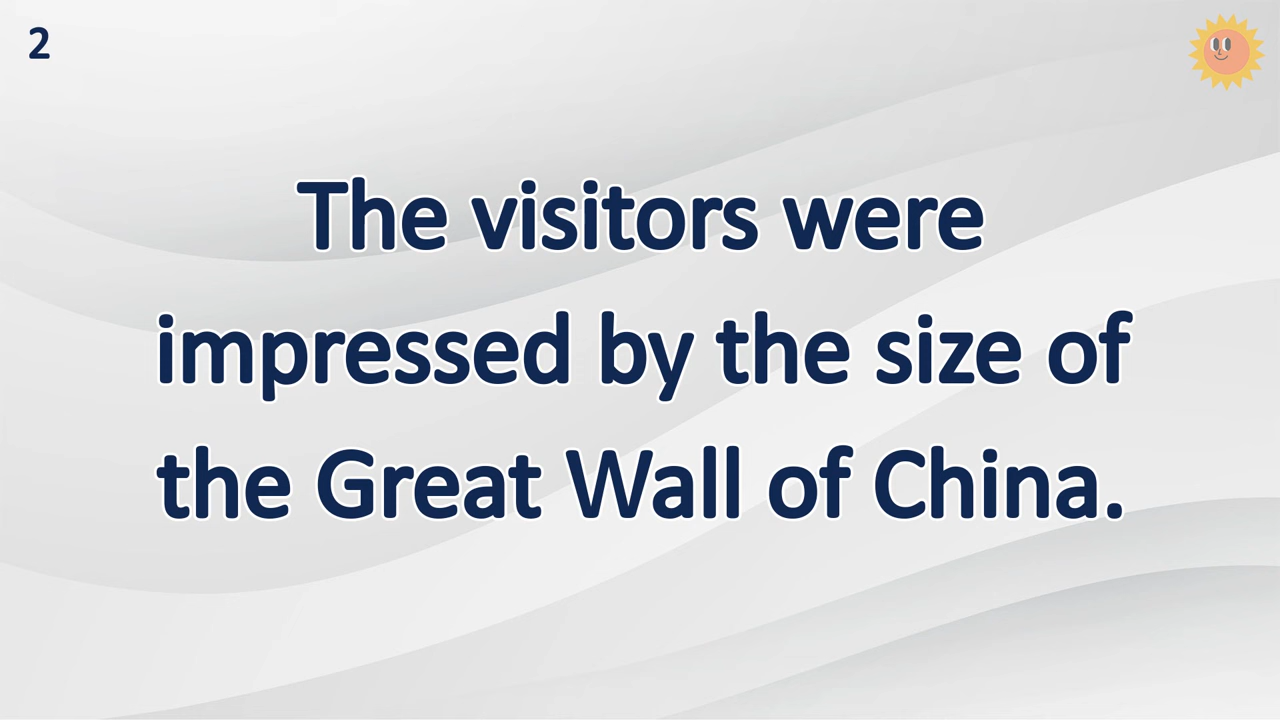 2
The visitors were
impressed by the size of
the Great Wall of China.